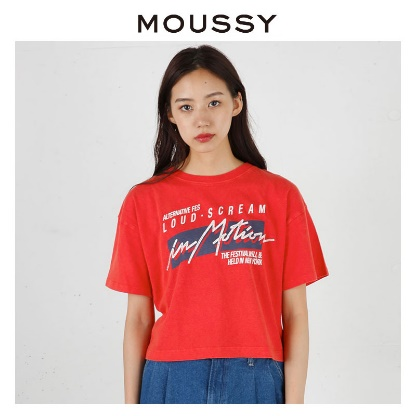 MOUSSY
ALTERNATIVE FES
LOUD·SCREAM
in Motion
THE FESTIVAL WILL BE
HELD IN NEW YORK